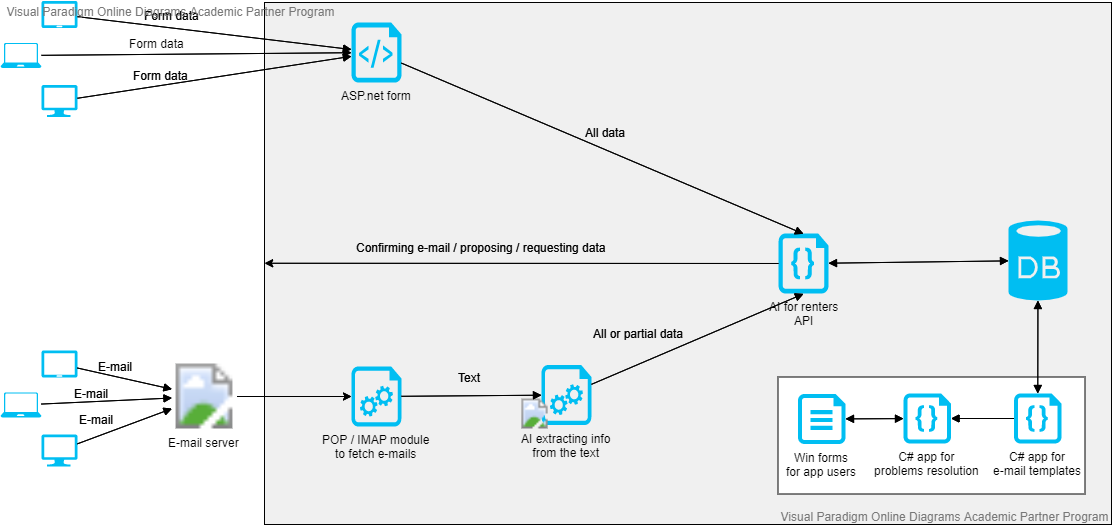 Visual Paradigm Online Diagrams Academic Partner Program
Form data
Form data
Form data
</>
ASP.net form
All data
Confirming e-mail / proposing / requesting data
{}
AI for renters
API
DB
All or partial data
E-mail
E-mail
E-mail
E-mail server
POP / IMAP module
to fetch e-mails
Text
AI extracting info
from the text
Win forms
for app users
{}
C# app for
problems resolution
{}
C# app for
e-mail templates
Visual Paradigm Online Diagrams Academic Partner Program